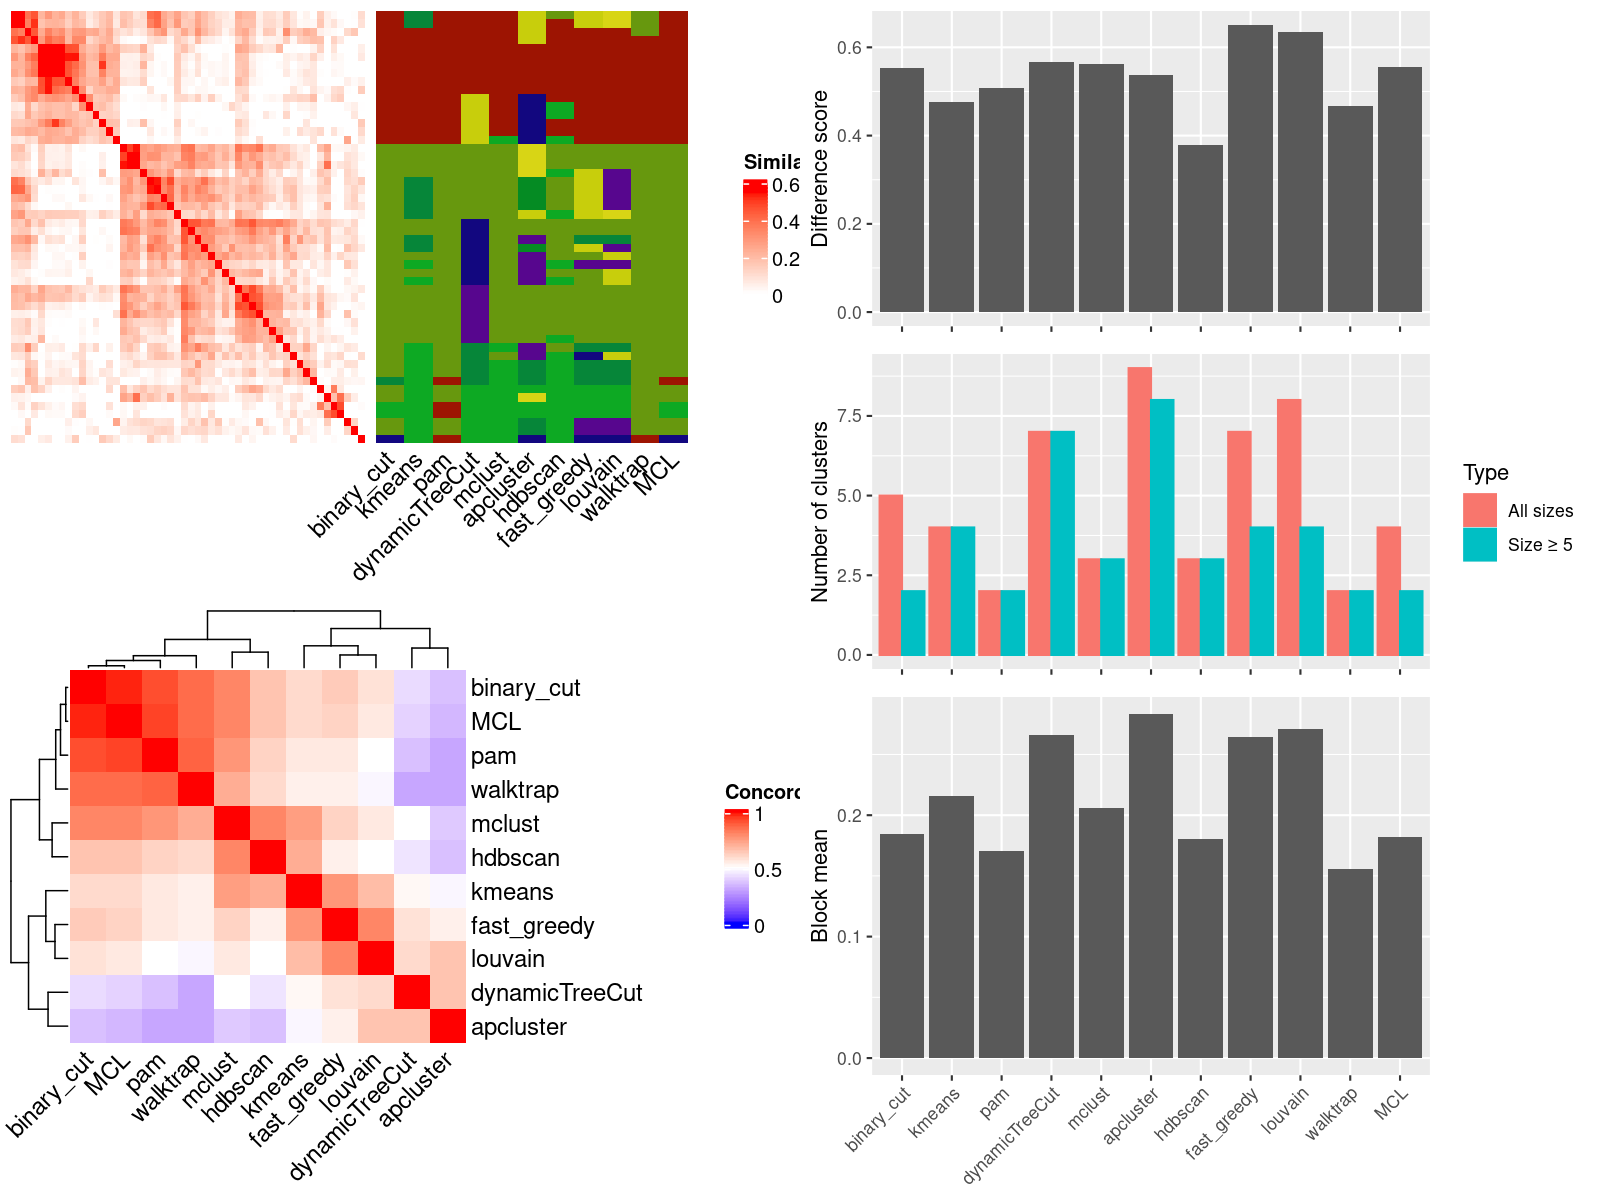 Simila
0.6
0.4
0.2
0
binary_cut
kmeans
pam
dynamicTreeCut
mclust
apcluster
hdbscan
fast_greedy
louvain
walktrap
MCL
Difference score
0.6
0.4
0.2
0.0
Number of clusters
7.5
5.0
2.5
0.0
Type
All sizes
Size ≥ 5
binary_cut
MCL
pam
walktrap
mclust
hdbscan
kmeans
fast_greedy
louvain
dynamicTreeCut
apcluster
binary_cut
MCL
pam
walktrap
mclust
hdbscan
kmeans
fast_greedy
louvain
dynamicTreeCut
apcluster
Concord
1
0.5
0
Block mean
0.2
0.1
0.0
binary_cut
kmeans
pam
dynamicTreeCut
mclust
apcluster
hdbscan
fast_greedy
louvain
walktrap
MCL